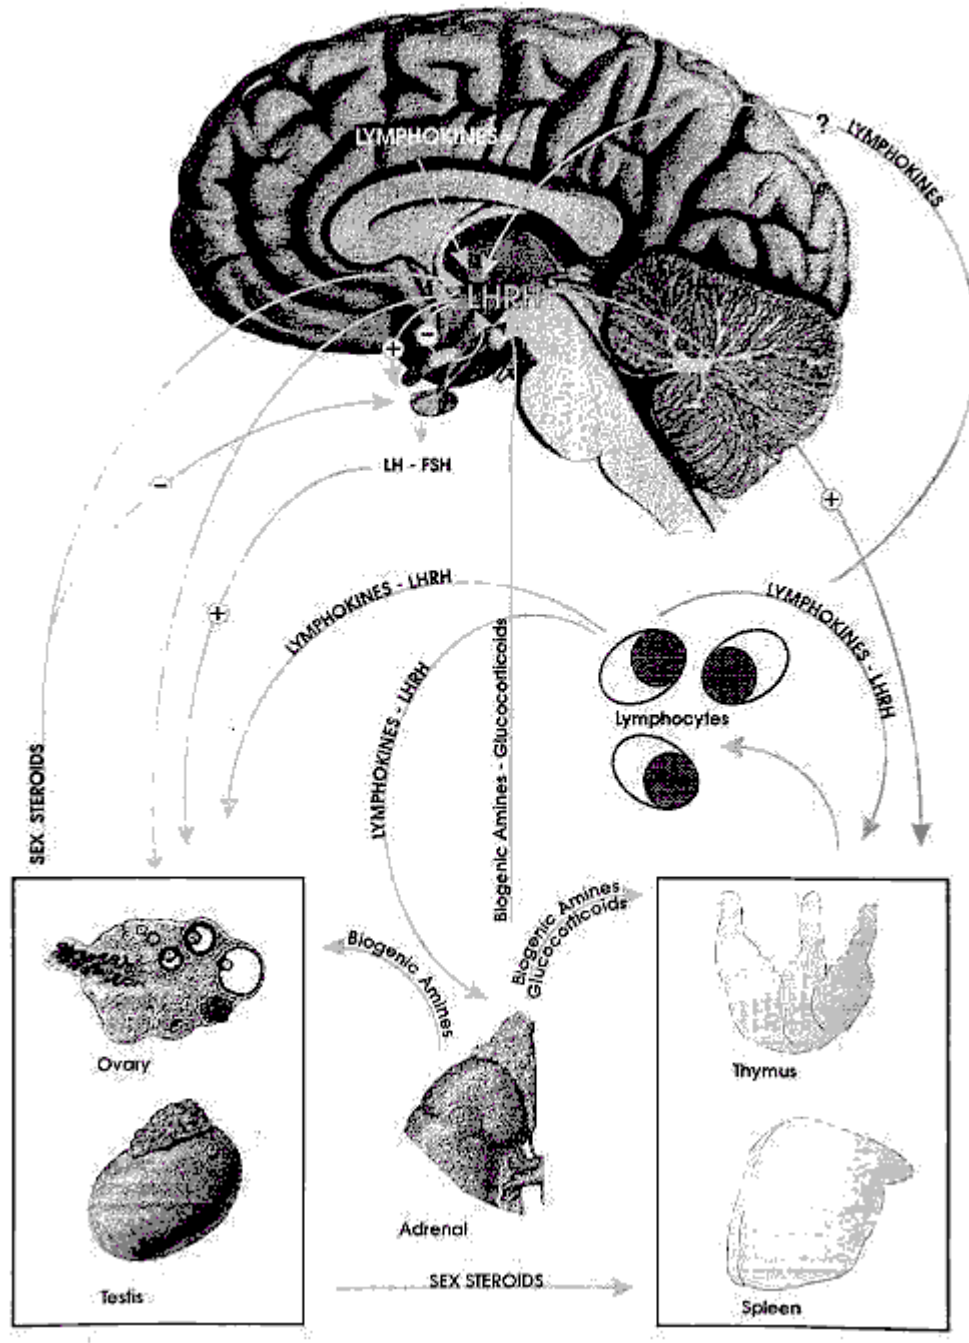 LYMPHOKINES
?
LYMPHOKINES
LHRH
+
−
LH - FSH
−
+
+
LYMPHOKINES - LHRH
LYMPHOKINES - LHRH
LYMPHOKINES - LHRH
Lymphocytes
SEX STEROIDS
Biogenic Amines - Glucocorticoids
Biogenic Amines
Biogenic Amines
Glucocorticoids
Ovary
Thymus
Adrenal
Testis
SEX STEROIDS
Spleen